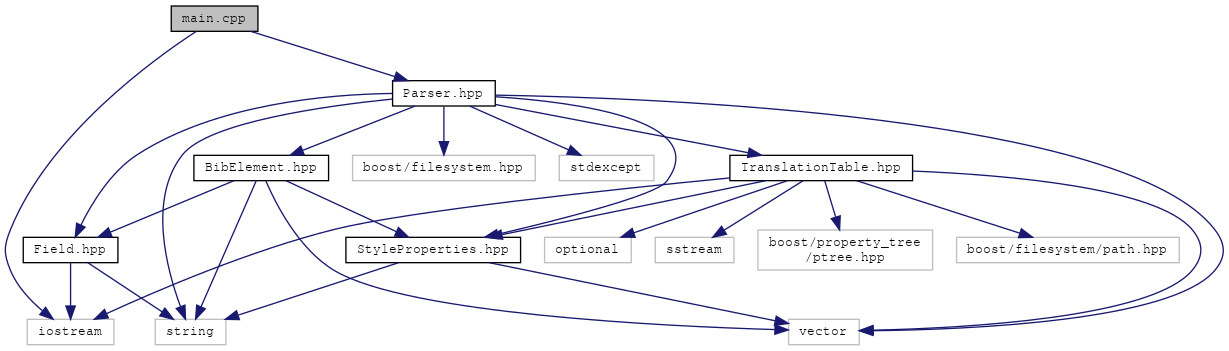 main.cpp
Parser.hpp
BibElement.hpp
boost/filesystem.hpp
stdexcept
TranslationTable.hpp
Field.hpp
StyleProperties.hpp
optional
sstream
boost/property_tree
/ptree.hpp
boost/filesystem/path.hpp
iostream
string
vector